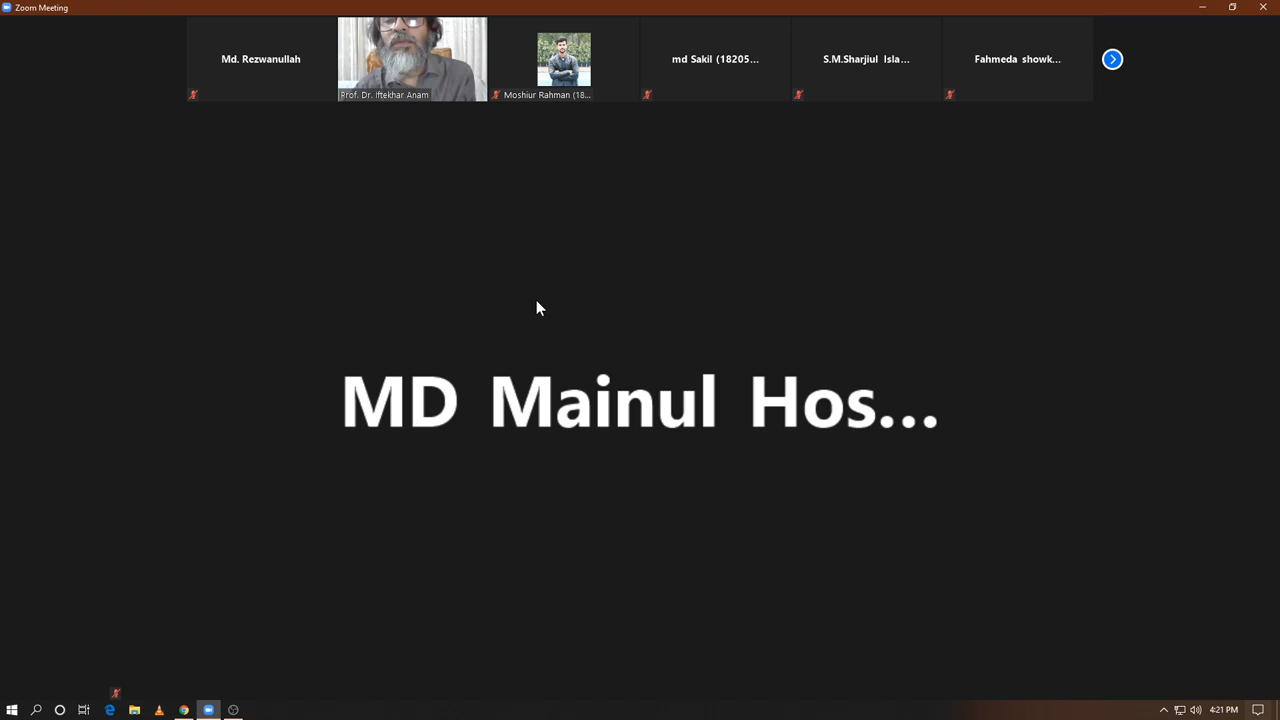 Zoom Meeting
Md. Rezwanullah
Prof. Dr. Iftekhar Anam
Moshiur Rahman (18...
md Sakil (18205...
S.M.Sharjiul Isla...
Fahmeda showk...
MD Mainul Hos...
4:21 PM